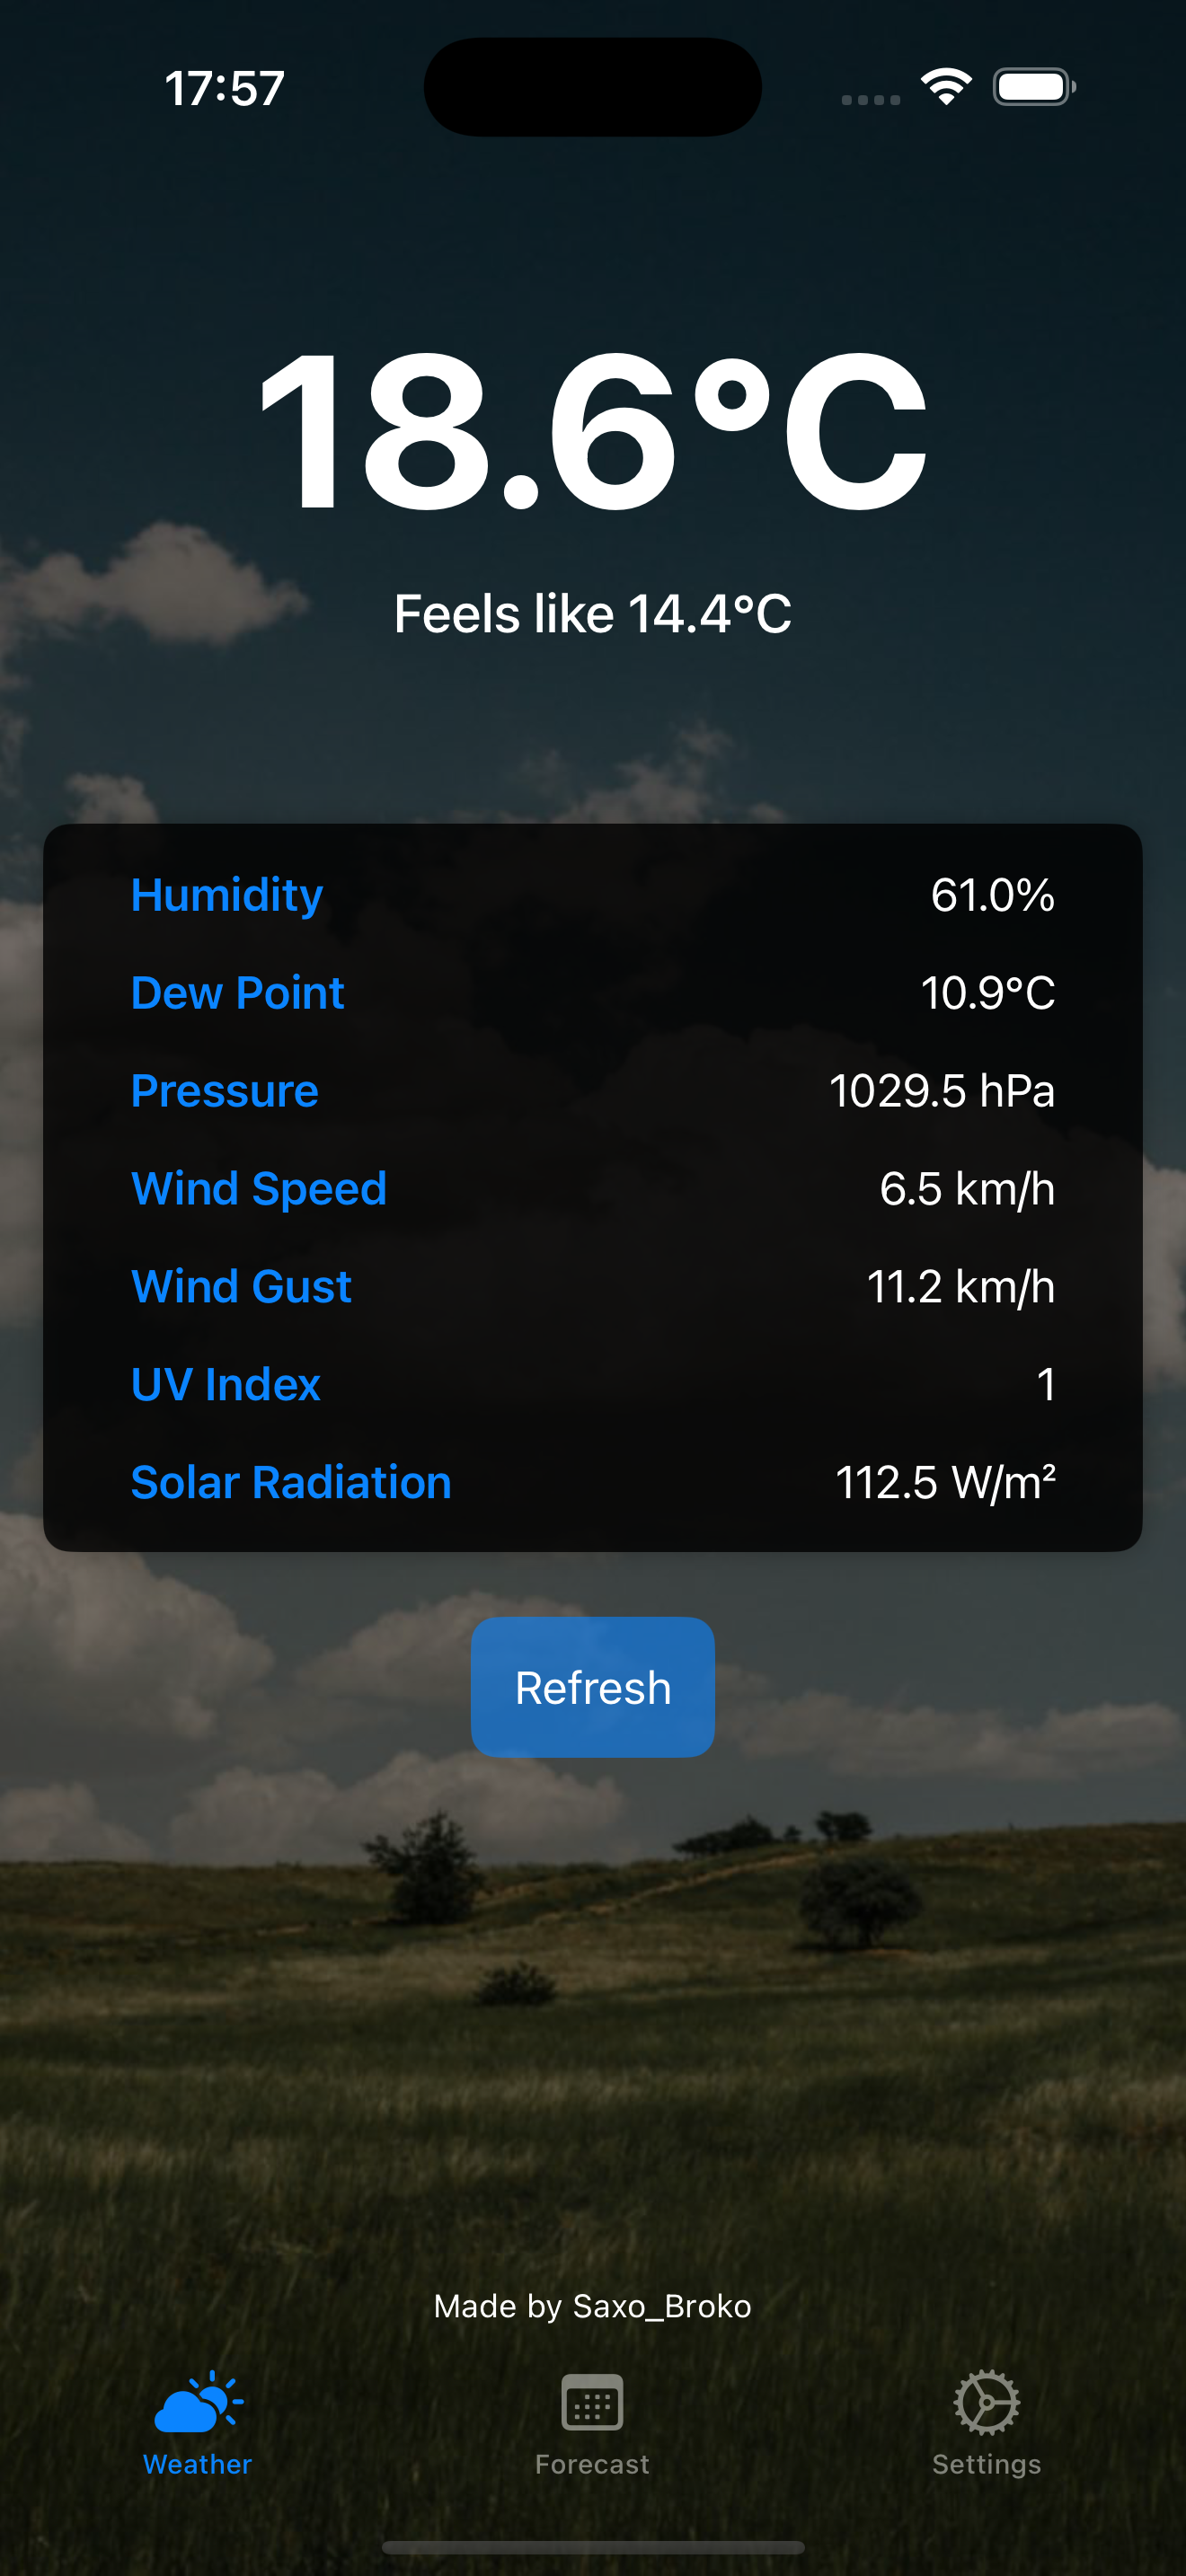 17:57
18.6°C
Feels like 14.4°C
Humidity 61.0%
Dew Point 10.9°C
Pressure 1029.5 hPa
Wind Speed 6.5 km/h
Wind Gust 11.2 km/h
UV Index 1
Solar Radiation 112.5 W/m²
Refresh
Made by Saxo_Broko
Weather Forecast Settings